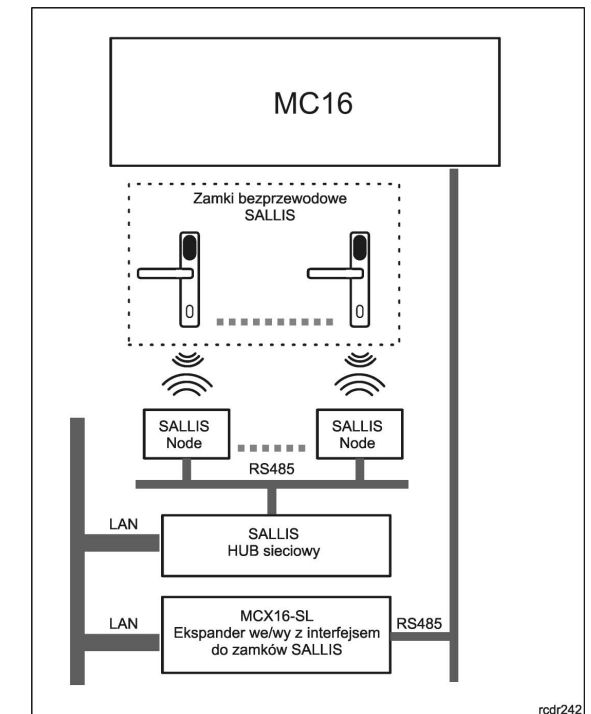 MC16
Zamki bezprzewodowe
SALLIS
SALLIS
Node
SALLIS
Node
RS485
LAN
SALLIS
HUB sieciowy
LAN
MCX16-SL
Ekspander we/wy z interfejsem
do zamków SALLIS
RS485
rcdr242